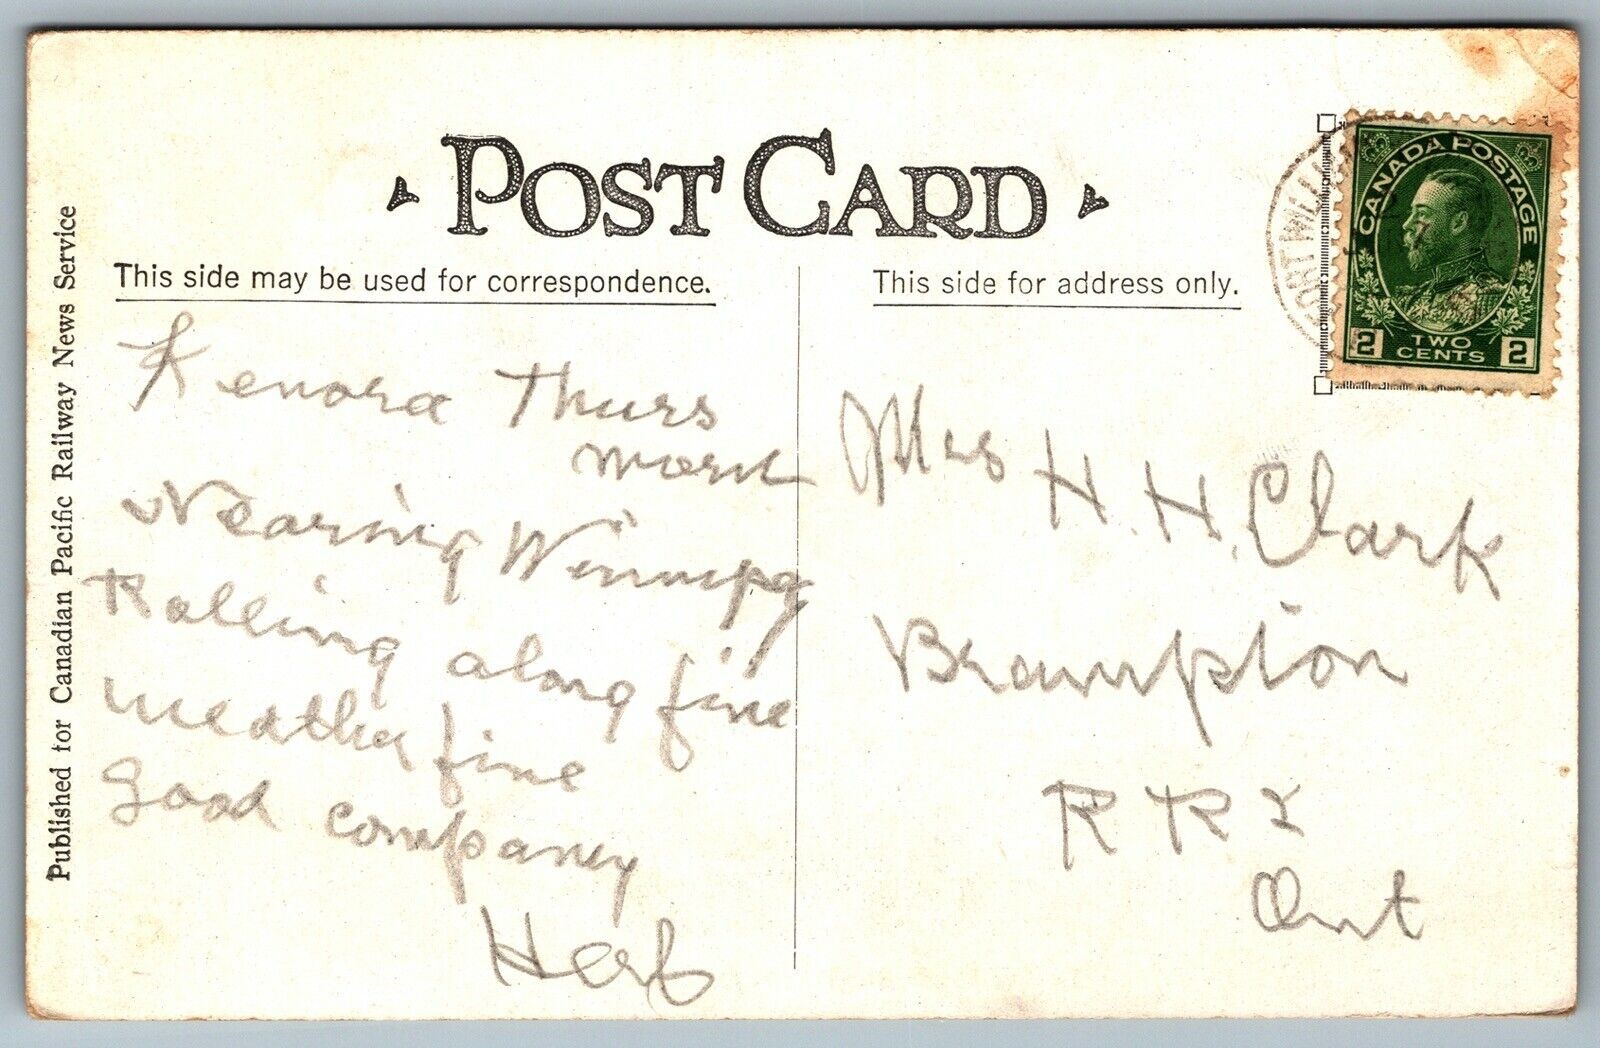 POST CARD
This side may be used for correspondence.
This side for address only.
Published for Canadian Pacific Railway News Service
CANADA POSTAGE
2 TWO CENTS 2
Kenora Thurs
morn
Nearing Winnipg
Rolling along fine
weather fine
good company
Herb
Mrs H. H. Clark
Brampton
R R 2
Ont